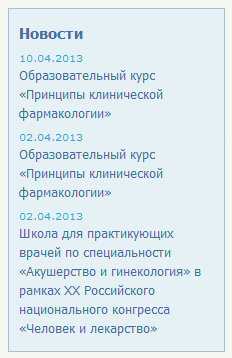 Новости
10.04.2013
Образовательный курс
«Принципы клинической
фармакологии»
02.04.2013
Образовательный курс
«Принципы клинической
фармакологии»
02.04.2013
Школа для практикующих
врачей по специальности
«Акушерство и гинекология» в
рамках XX Российского
национального конгресса
«Человек и лекарство»